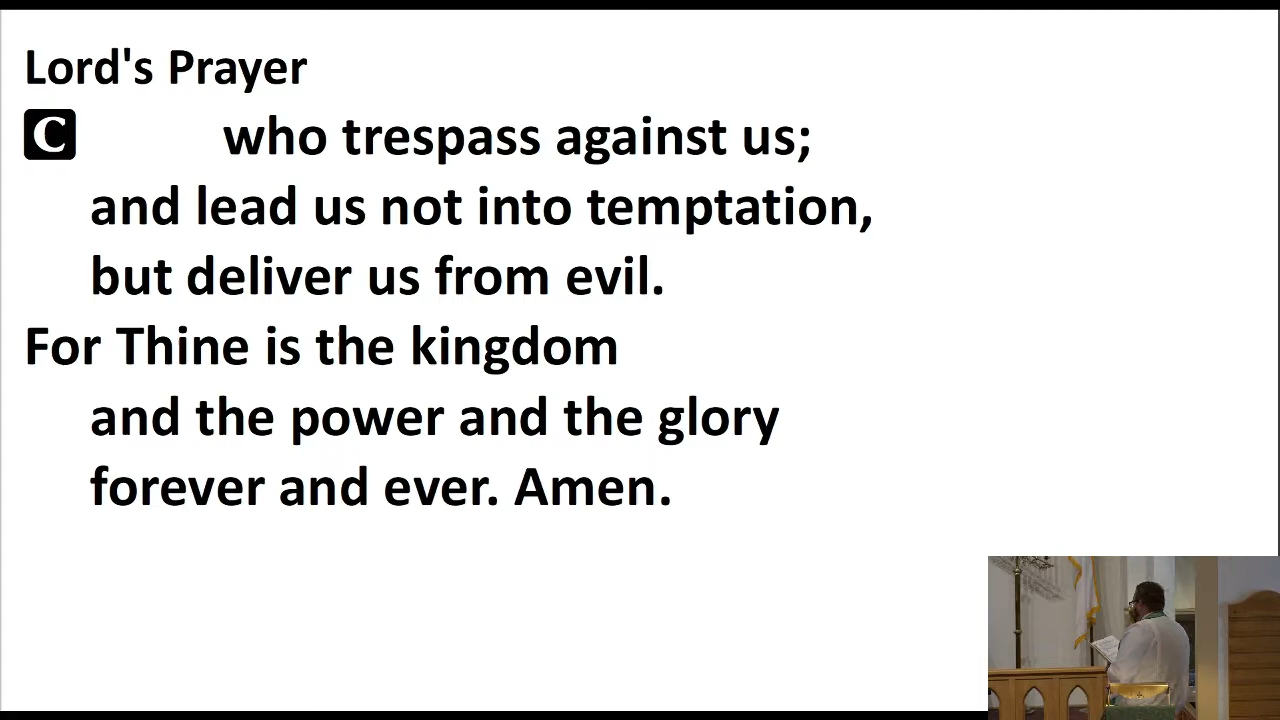 Lord's Prayer
C who trespass against us;
and lead us not into temptation,
but deliver us from evil.
For Thine is the kingdom
and the power and the glory
forever and ever. Amen.